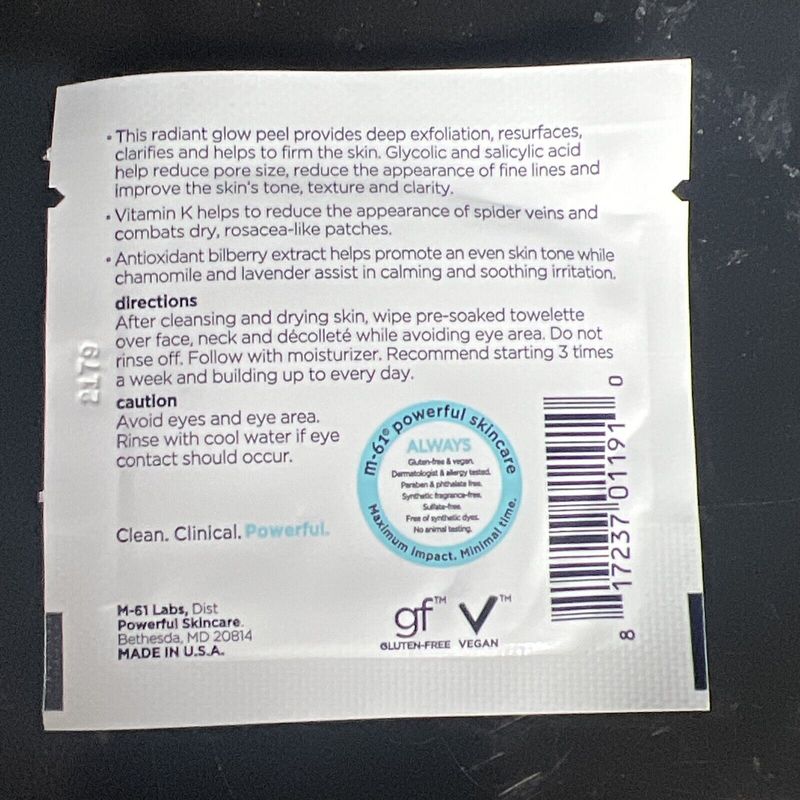 • This radiant glow peel provides deep exfoliation, resurfaces,
clarifies and helps to firm the skin. Glycolic and salicylic acid
help reduce pore size, reduce the appearance of fine lines and
improve the skin's tone, texture and clarity.
• Vitamin K helps to reduce the appearance of spider veins and
combats dry, rosacea-like patches.
• Antioxidant bilberry extract helps promote an even skin tone while
chamomile and lavender assist in calming and soothing irritation.
directions
After cleansing and drying skin, wipe pre-soaked towelette
over face, neck and décolleté while avoiding eye area. Do not
rinse off. Follow with moisturizer. Recommend starting 3 times
a week and building up to every day.
2179
caution
Avoid eyes and eye area.
Rinse with cool water if eye
contact should occur.
m-61® powerful skincare
ALWAYS
Gluten-free & vegan.
Dermatologist & allergy tested.
Paraben & phthalate free.
Synthetic fragrance-free.
Sulfate-free.
Free of synthetic dyes.
No animal testing.
Maximum impact. Minimal time.
8 17237 01191 0
Clean. Clinical. Powerful.
M-61 Labs, Dist
Powerful Skincare.
Bethesda, MD 20814
MADE IN U.S.A.
gf™ V™
GLUTEN-FREE VEGAN